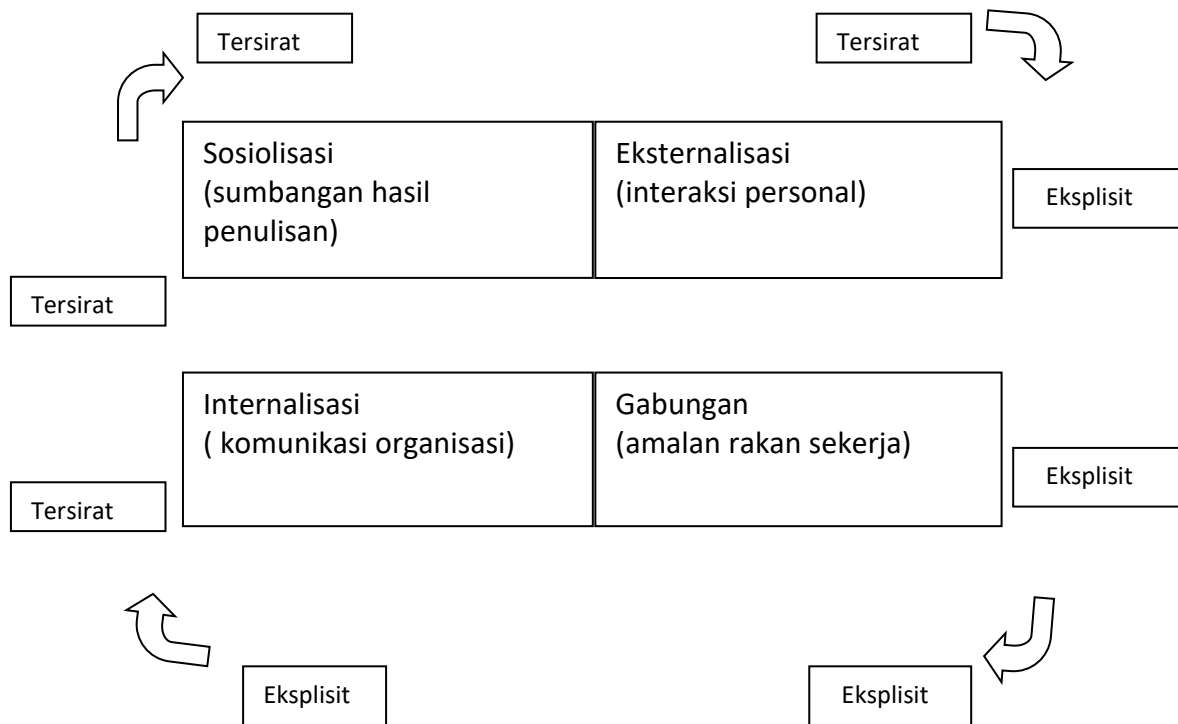 Tersirat
Tersirat
Sosiolisasi
(sumbangan hasil
penulisan)
Eksternalisasi
(interaksi personal)
Eksplisit
Tersirat
Internalisasi
( komunikasi organisasi)
Gabungan
(amalan rakan sekerja)
Eksplisit
Tersirat
Eksplisit
Eksplisit